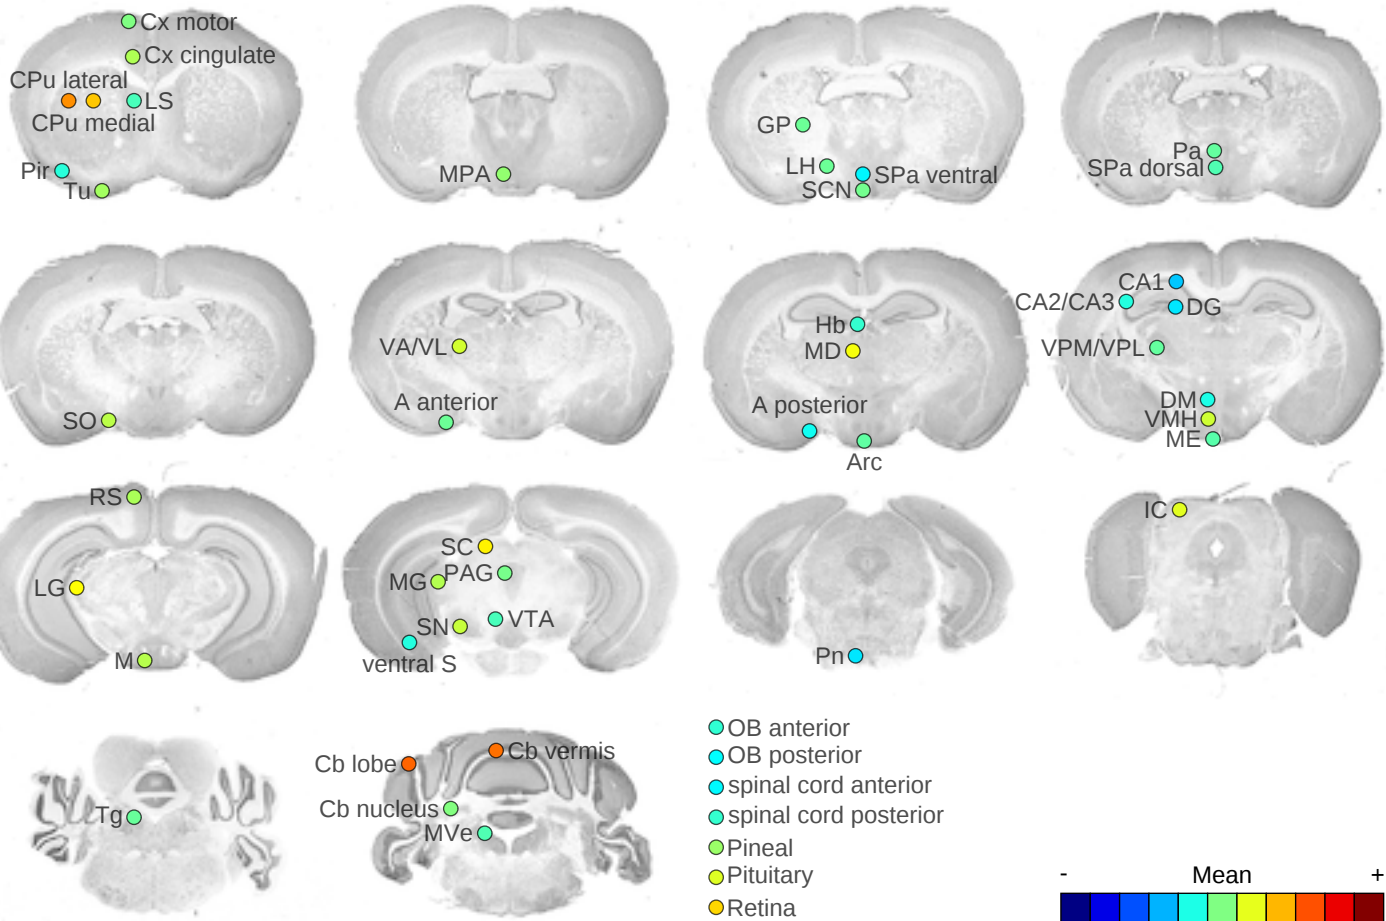 Cx motor
Cx cingulate
CPu lateral
LS
CPu medial
Pir
Tu
MPA
GP
LH
SPa ventral
SCN
Pa
SPa dorsal
SO
VA/VL
A anterior
Hb
MD
A posterior
Arc
CA1
CA2/CA3
DG
VPM/VPL
DM
VMH
ME
RS
LG
M
SC
MG
PAG
SN
VTA
ventral S
Pn
IC
Tg
Cb lobe
Cb vermis
Cb nucleus
MVe
OB anterior
OB posterior
spinal cord anterior
spinal cord posterior
Pineal
Pituitary
Retina
- Mean +